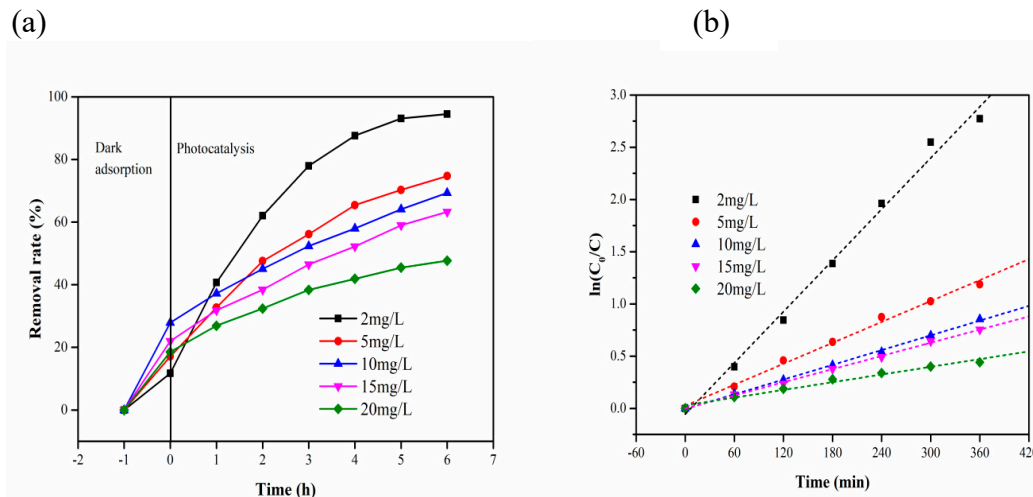 (a)
(b)
Removal rate (%)
100
80
60
40
20
0
Dark
adsorption
Photocatalysis
2mg/L
5mg/L
10mg/L
15mg/L
20mg/L
-2 -1 0 1 2 3 4 5 6 7
Time (h)
ln(C₀/C)
3.0
2.5
2.0
1.5
1.0
0.5
0.0
2mg/L
5mg/L
10mg/L
15mg/L
20mg/L
-60 0 60 120 180 240 300 360 420
Time (min)